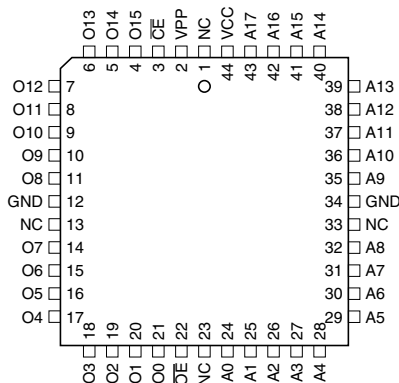 O13 O14 O15 C̅E̅ VPP NC VCC A17 A16 A15 A14
6 5 4 3 2 1 44 43 42 41 40
O12 7 39 A13
O11 8 38 A12
O10 9 37 A11
O9 10 36 A10
O8 11 35 A9
GND 12 34 GND
NC 13 33 NC
O7 14 32 A8
O6 15 31 A7
O5 16 30 A6
O4 17 29 A5
18 19 20 21 22 23 24 25 26 27 28
O3 O2 O1 O0 O̅E̅ NC A0 A1 A2 A3 A4